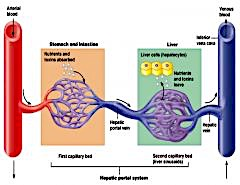 Arterial
blood
Venous
blood
Stomach and intestine
Liver
Inferior
vena cava
Nutrients and
toxins absorbed
Liver cells (hepatocytes)
Nutrients
and toxins
leave
Hepatic
portal vein
Hepatic
vein
First capillary bed
Second capillary bed
(liver sinusoids)
Hepatic portal system